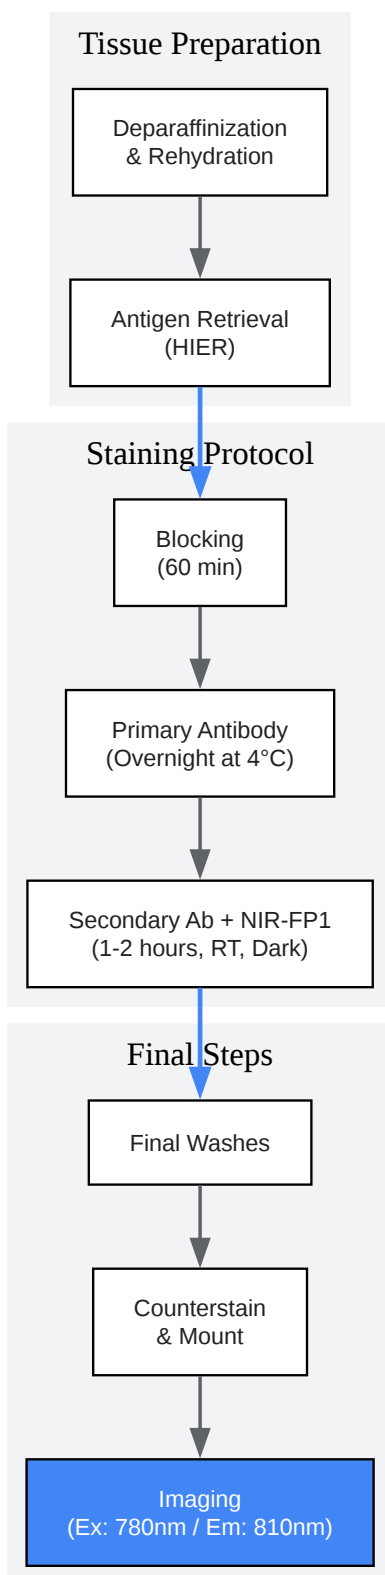 Tissue Preparation
Deparaffinization
& Rehydration
Antigen Retrieval
(HIER)
Staining Protocol
Blocking
(60 min)
Primary Antibody
(Overnight at 4°C)
Secondary Ab + NIR-FP1
(1-2 hours, RT, Dark)
Final Steps
Final Washes
Counterstain
& Mount
Imaging
(Ex: 780nm / Em: 810nm)